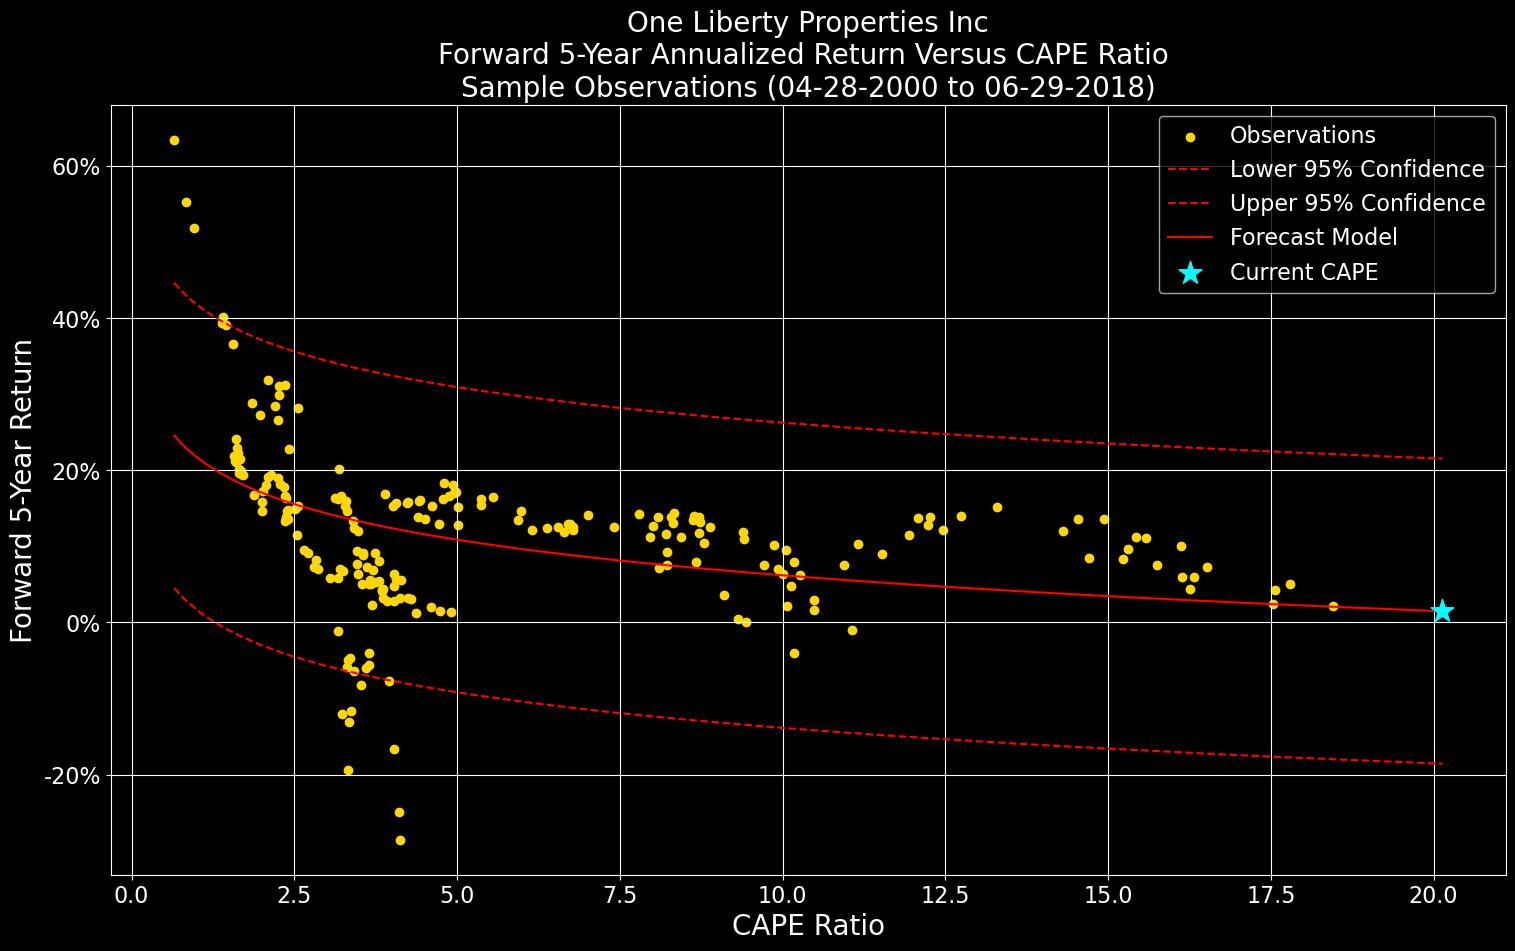 One Liberty Properties Inc
Forward 5-Year Annualized Return Versus CAPE Ratio
Sample Observations (04-28-2000 to 06-29-2018)
Observations
Lower 95% Confidence
Upper 95% Confidence
Forecast Model
Current CAPE
Forward 5-Year Return
60%
40%
20%
0%
-20%
0.0 2.5 5.0 7.5 10.0 12.5 15.0 17.5 20.0
CAPE Ratio